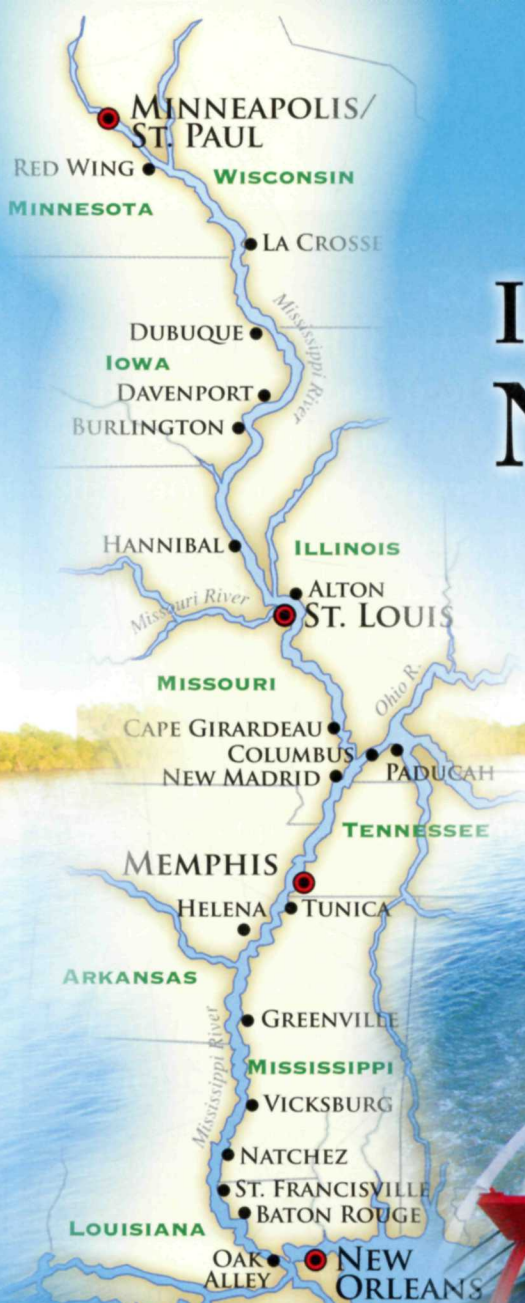 MINNEAPOLIS/
ST. PAUL
RED WING
WISCONSIN
MINNESOTA
LA CROSSE
Mississippi River
DUBUQUE
IOWA
DAVENPORT
BURLINGTON
HANNIBAL
ILLINOIS
ALTON
Missouri River
ST. LOUIS
MISSOURI
Ohio R.
CAPE GIRARDEAU
COLUMBUS
PADUCAH
NEW MADRID
TENNESSEE
MEMPHIS
HELENA
TUNICA
ARKANSAS
GREENVILLE
Mississippi River
MISSISSIPPI
VICKSBURG
NATCHEZ
ST. FRANCISVILLE
BATON ROUGE
LOUISIANA
OAK
ALLEY
NEW
ORLEANS